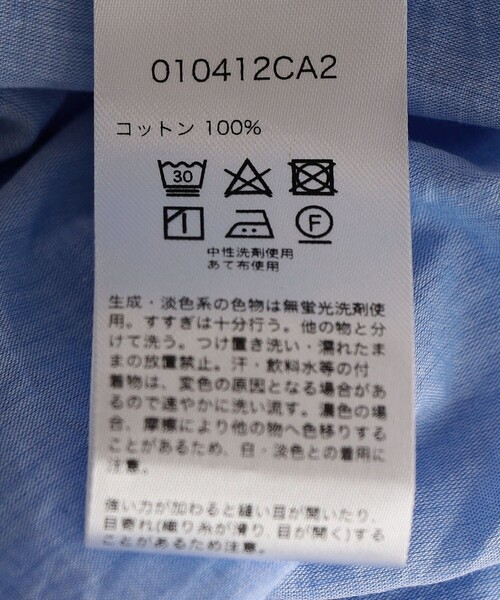 010412CA2
コットン 100%
30
F
中性洗剤使用
あて布使用
生成・淡色系の色物は無蛍光洗剤使
用。すすぎは十分行う。他の物と分
けて洗う。つけ置き洗い・濡れたま
まの放置禁止。汗・飲料水等の付
着物は、変色の原因となる場合があ
るので速やかに洗い流す。濃色の場
合、摩擦により他の物へ色移りする
ことがあるため、白・淡色との着用に
注意。
強い力が加わると縫い目が開いたり、
目寄れ(織り糸が滑り、目が開く)する
ことがあるため注意。